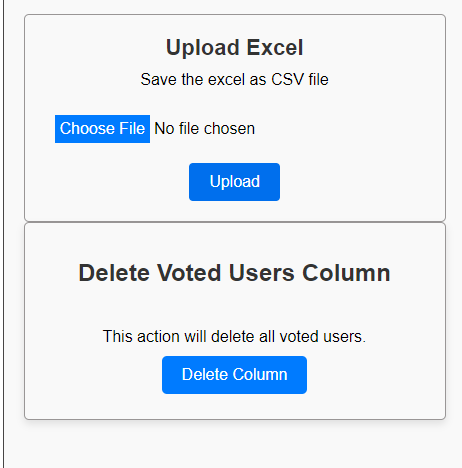 Upload Excel
Save the excel as CSV file
Choose File No file chosen
Upload
Delete Voted Users Column
This action will delete all voted users.
Delete Column